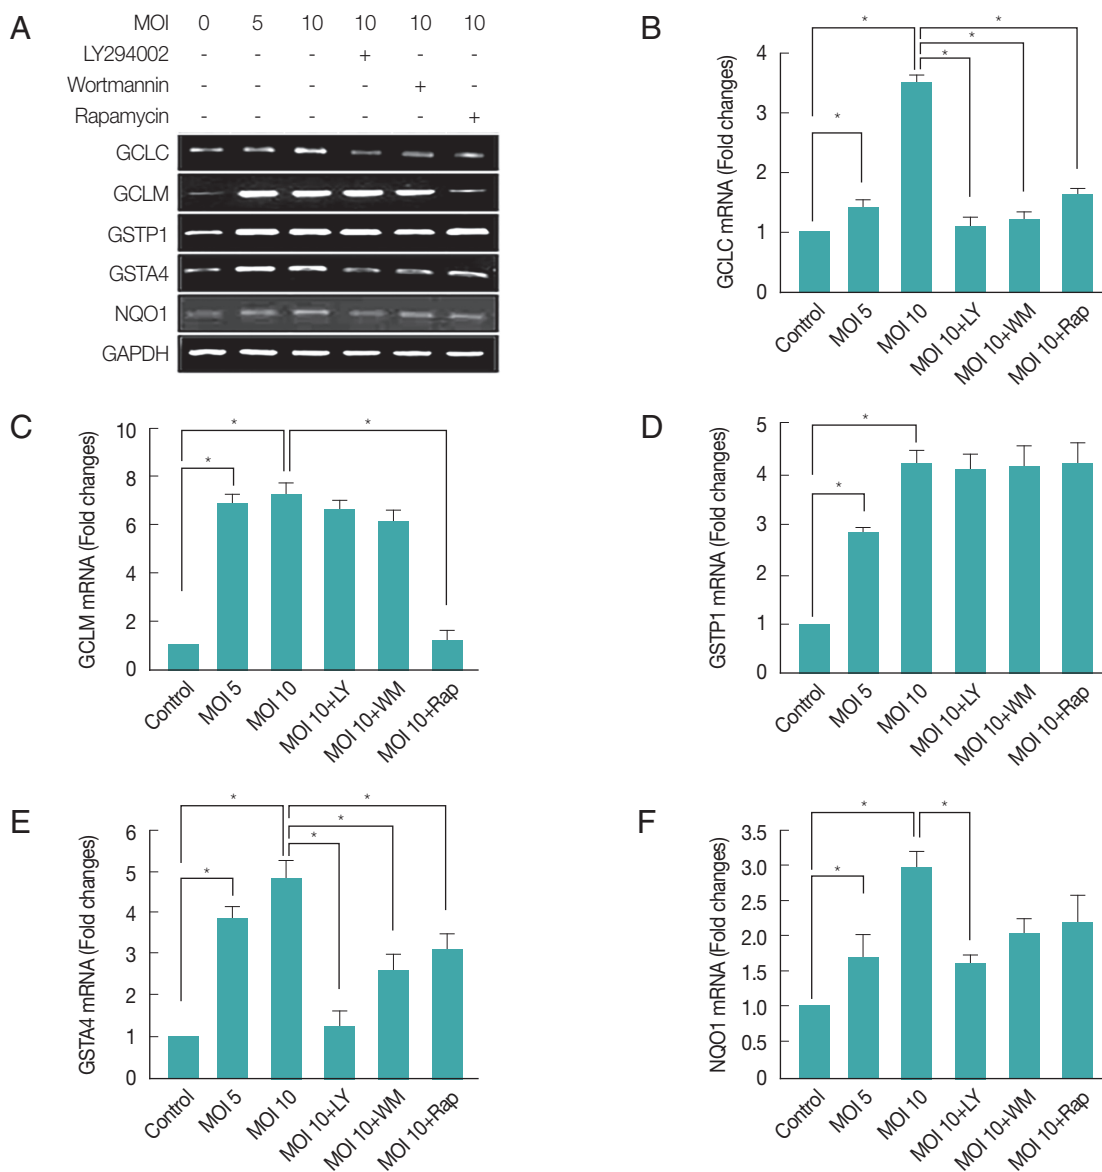 A
MOI 0 5 10 10 10 10
LY294002 - - - + - -
Wortmannin - - - - + -
Rapamycin - - - - - +
GCLC
GCLM
GSTP1
GSTA4
NQO1
GAPDH
B
GCLC mRNA (Fold changes)
4
3
2
1
0
* * * * *
Control MOI 5 MOI 10 MOI 10+LY MOI 10+WM MOI 10+Rap
C
GCLM mRNA (Fold changes)
10
8
6
4
2
0
* * *
Control MOI 5 MOI 10 MOI 10+LY MOI 10+WM MOI 10+Rap
D
GSTP1 mRNA (Fold changes)
5
4
3
2
1
0
* *
Control MOI 5 MOI 10 MOI 10+LY MOI 10+WM MOI 10+Rap
E
GSTA4 mRNA (Fold changes)
6
5
4
3
2
1
0
* * * * *
Control MOI 5 MOI 10 MOI 10+LY MOI 10+WM MOI 10+Rap
F
NQO1 mRNA (Fold changes)
3.5
3.0
2.5
2.0
1.5
1.0
0.5
0
* * *
Control MOI 5 MOI 10 MOI 10+LY MOI 10+WM MOI 10+Rap